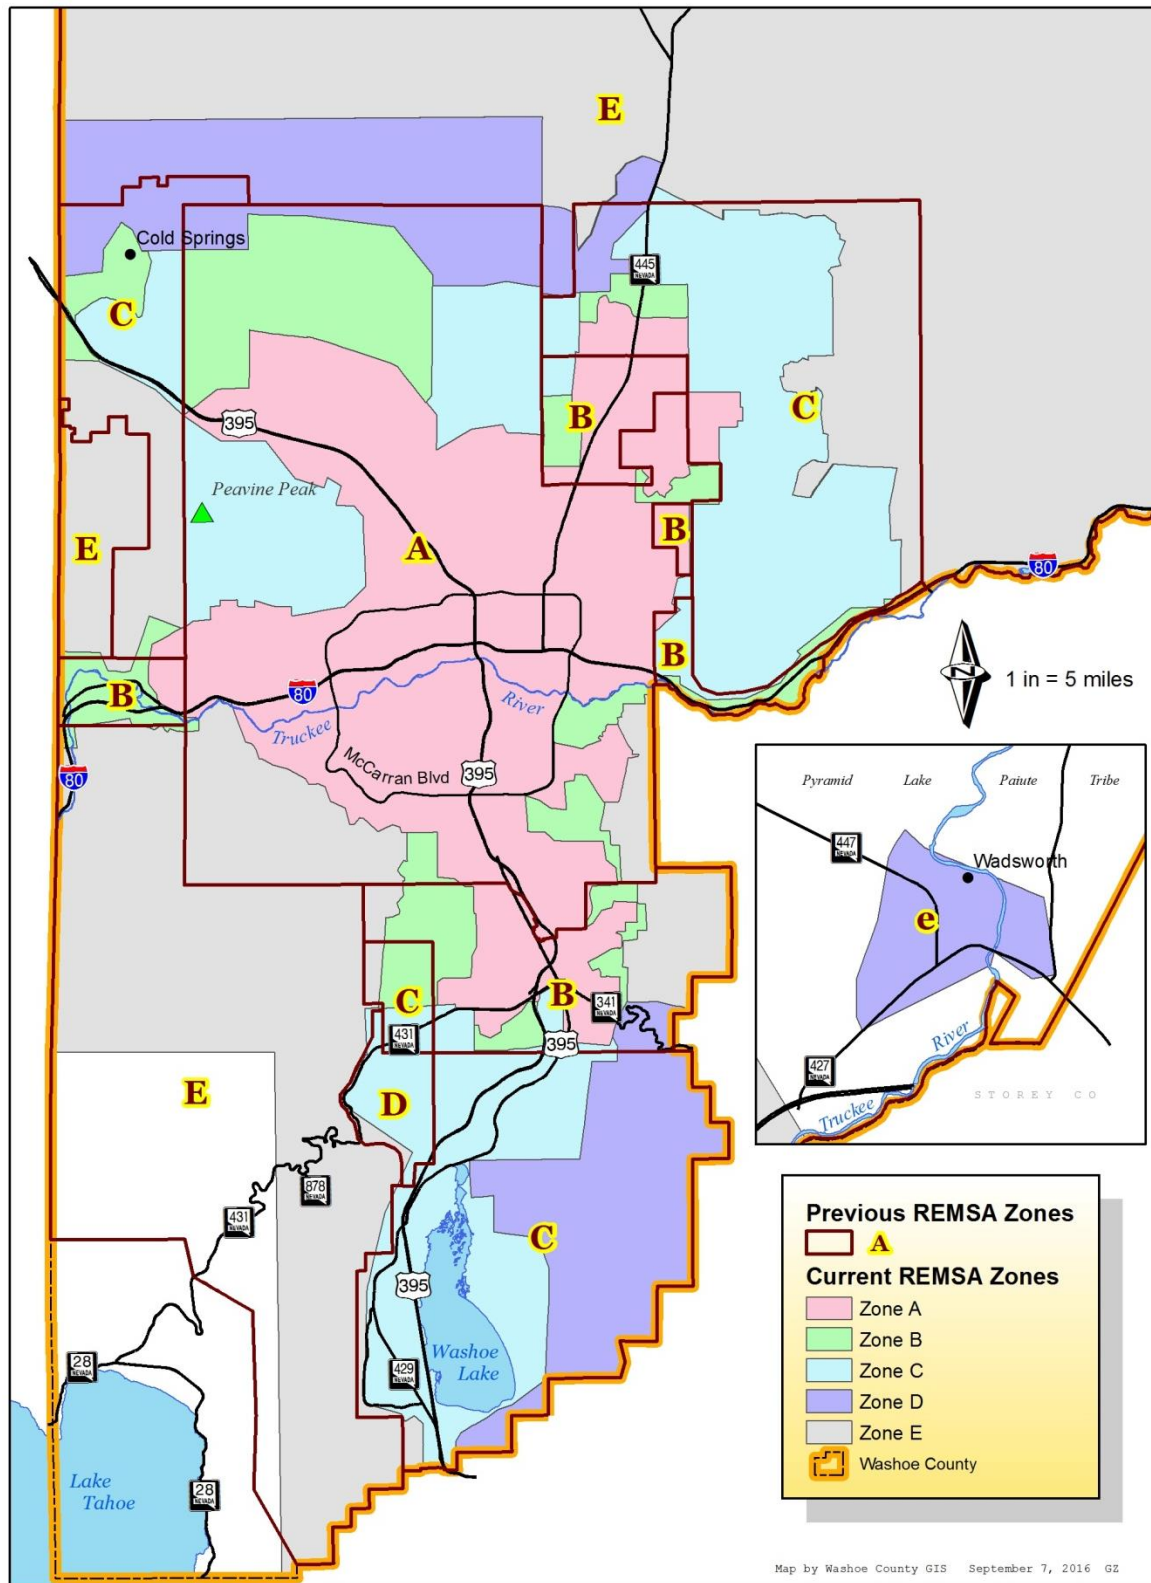 E
Cold Springs
445
NEVADA
C
B
C
395
Peavine Peak
E
A
B
80
B
B
80
River
Truckee
1 in = 5 miles
N
McCarran Blvd
395
80
Pyramid Lake Paiute Tribe
447
NEVADA
Wadsworth
e
427
NEVADA
River
Truckee
STOREY CO
C
B
341
NEVADA
431
NEVADA
395
E
D
878
NEVADA
431
NEVADA
C
395
Washoe
Lake
429
NEVADA
28
NEVADA
Lake
Tahoe
28
NEVADA
Previous REMSA Zones
A
Current REMSA Zones
Zone A
Zone B
Zone C
Zone D
Zone E
Washoe County
Map by Washoe County GIS September 7, 2016 GZ